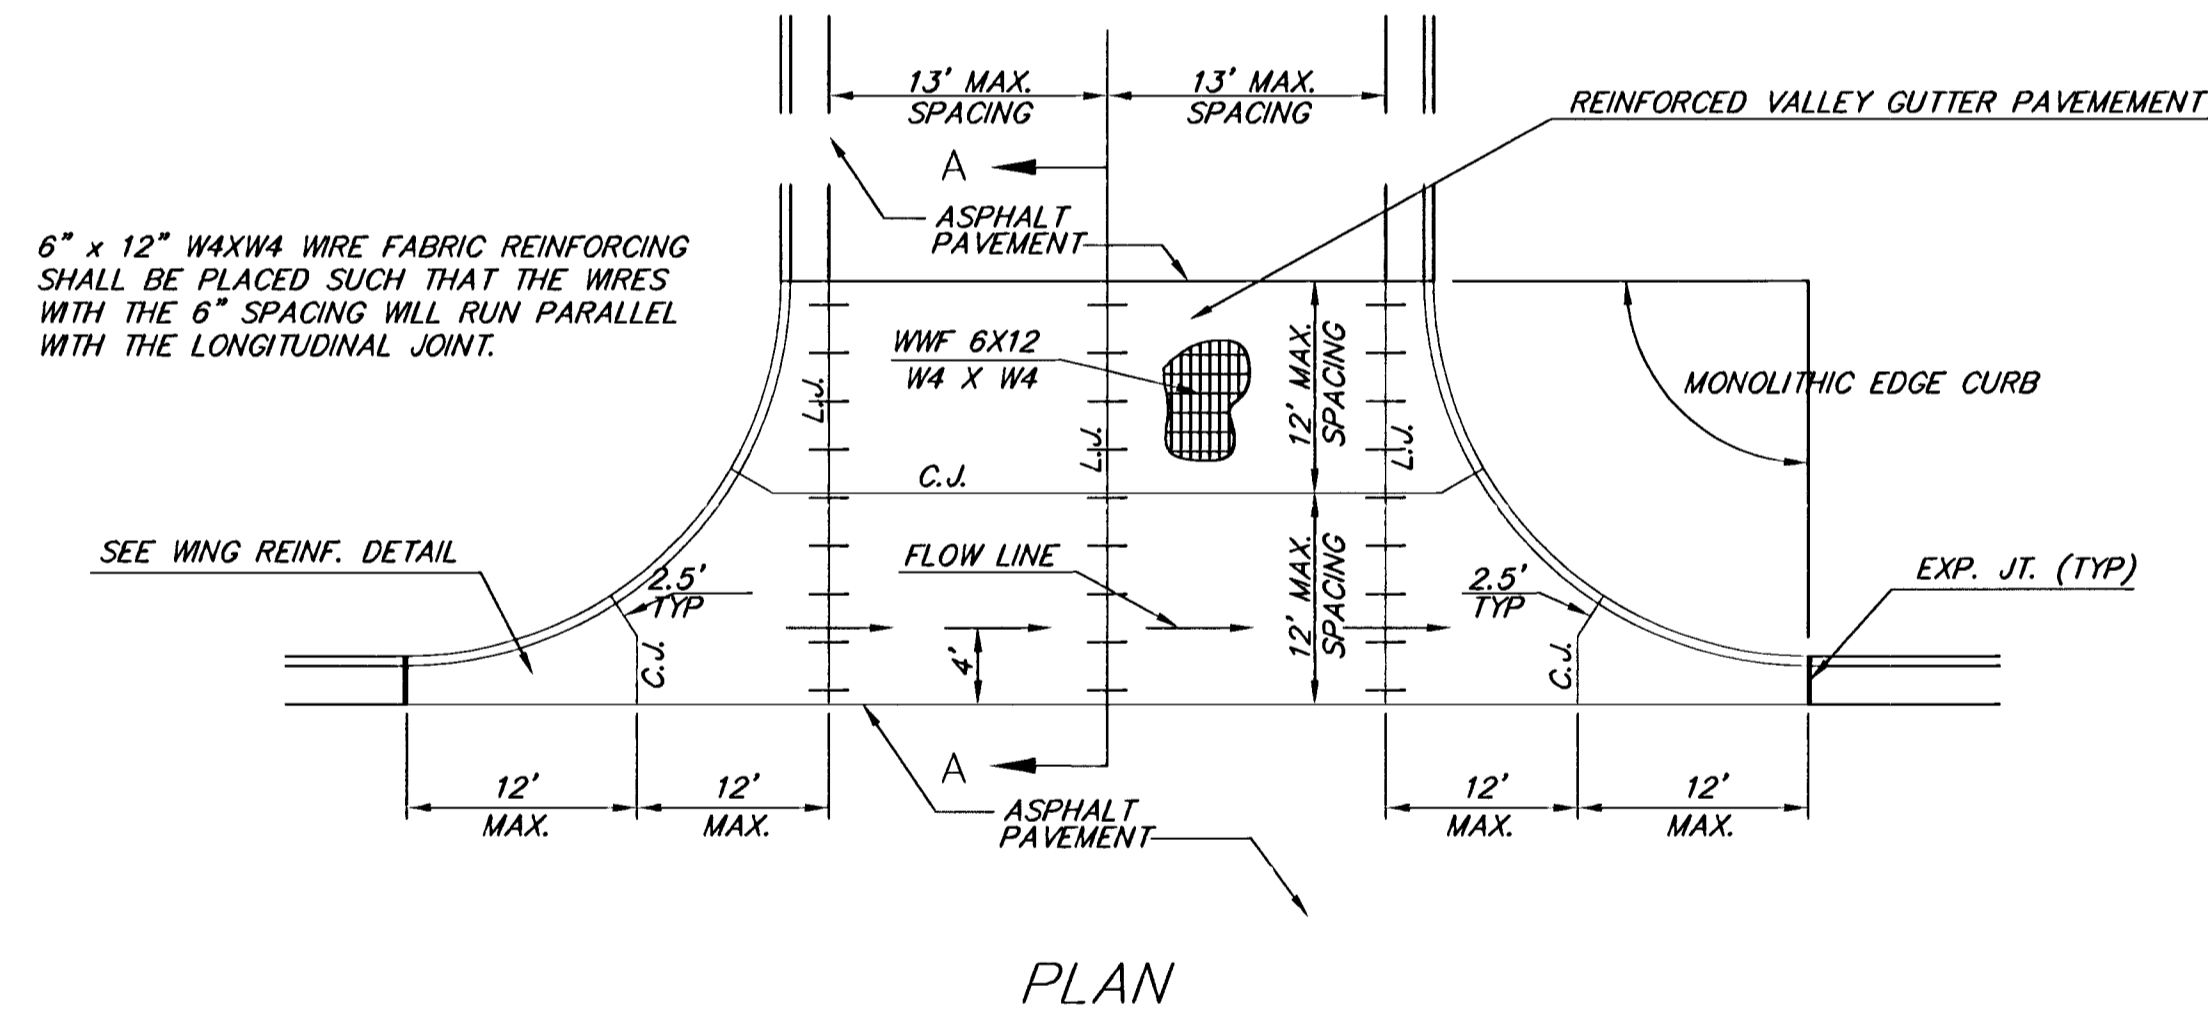 13' MAX.
SPACING
13' MAX.
SPACING
REINFORCED VALLEY GUTTER PAVEMEMENT
A
ASPHALT
PAVEMENT
6" x 12" W4XW4 WIRE FABRIC REINFORCING
SHALL BE PLACED SUCH THAT THE WIRES
WITH THE 6" SPACING WILL RUN PARALLEL
WITH THE LONGITUDINAL JOINT.
WWF 6X12
W4 X W4
12' MAX.
SPACING
MONOLITHIC EDGE CURB
L.J.
L.J.
L.J.
C.J.
SEE WING REINF. DETAIL
2.5'
TYP
FLOW LINE
12' MAX.
SPACING
2.5'
TYP
EXP. JT. (TYP)
C.J.
4'
C.J.
A
12'
MAX.
12'
MAX.
ASPHALT
PAVEMENT
12'
MAX.
12'
MAX.
PLAN